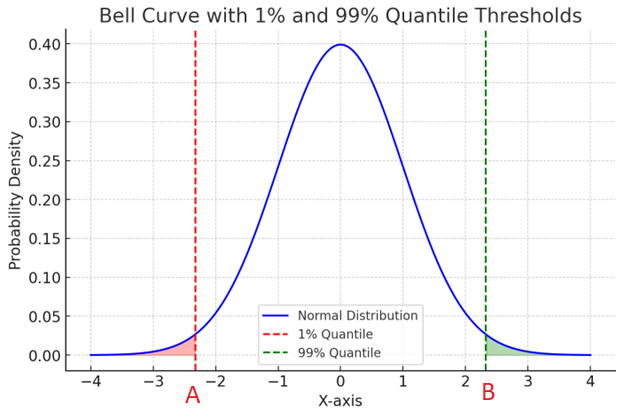 Bell Curve with 1% and 99% Quantile Thresholds
Probability Density
0.40
0.35
0.30
0.25
0.20
0.15
0.10
0.05
0.00
Normal Distribution
1% Quantile
99% Quantile
−4 −3 −2 −1 0 1 2 3 4
A B
X-axis